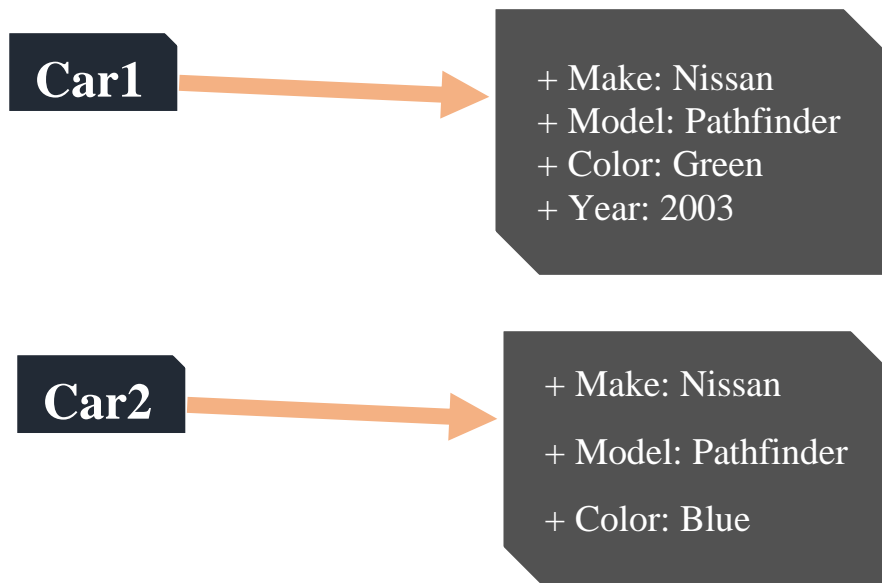 Car1
+ Make: Nissan
+ Model: Pathfinder
+ Color: Green
+ Year: 2003
Car2
+ Make: Nissan
+ Model: Pathfinder
+ Color: Blue